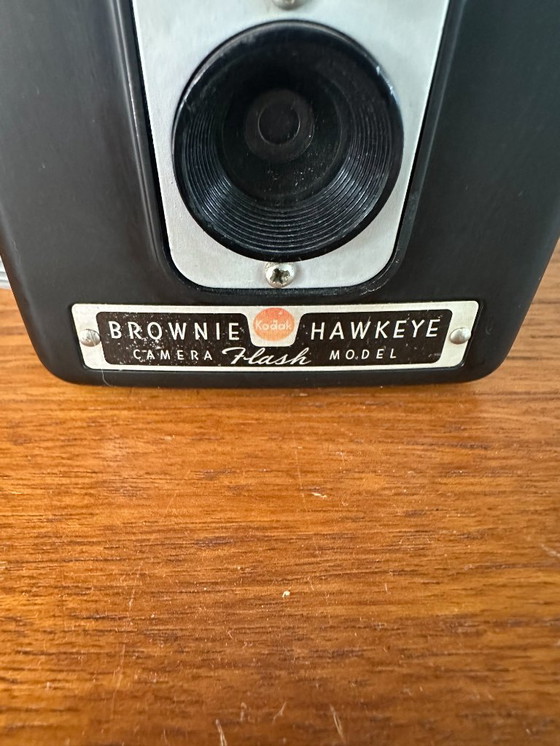 BROWNIE Kodak HAWKEYE
CAMERA Flash MODEL